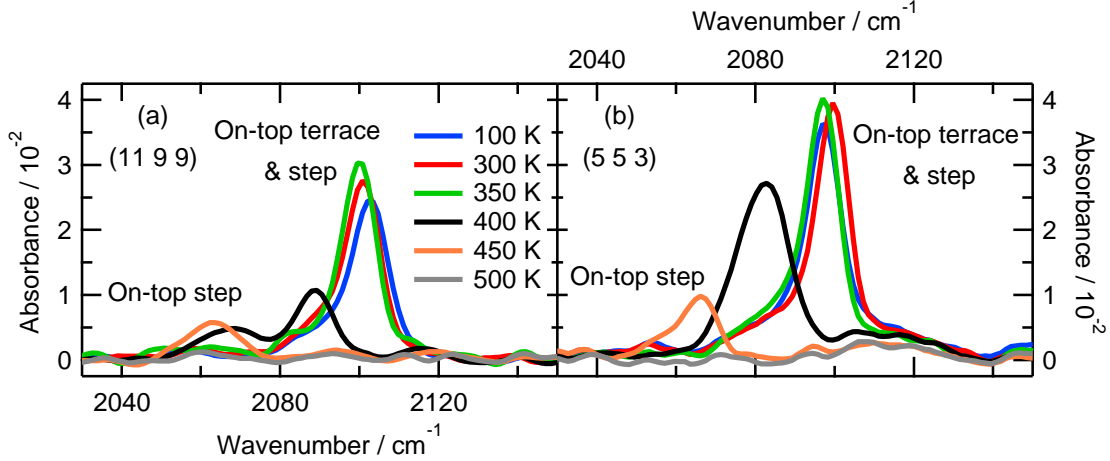 Wavenumber / cm⁻¹
2040 2080 2120
4
3
2
1
0
Absorbance / 10⁻²
(a)
(11 9 9)
On-top terrace
& step
On-top step
100 K
300 K
350 K
400 K
450 K
500 K
(b)
(5 5 3)
On-top terrace
& step
On-top step
4
3
2
1
0
Absorbance / 10⁻²
2040 2080 2120
Wavenumber / cm⁻¹